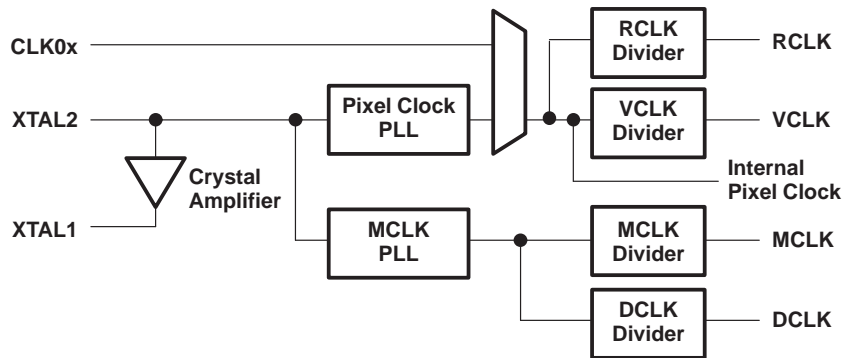 CLK0x
XTAL2
XTAL1
Crystal
Amplifier
Pixel Clock
PLL
MCLK
PLL
RCLK
Divider
VCLK
Divider
MCLK
Divider
DCLK
Divider
RCLK
VCLK
Internal
Pixel Clock
MCLK
DCLK